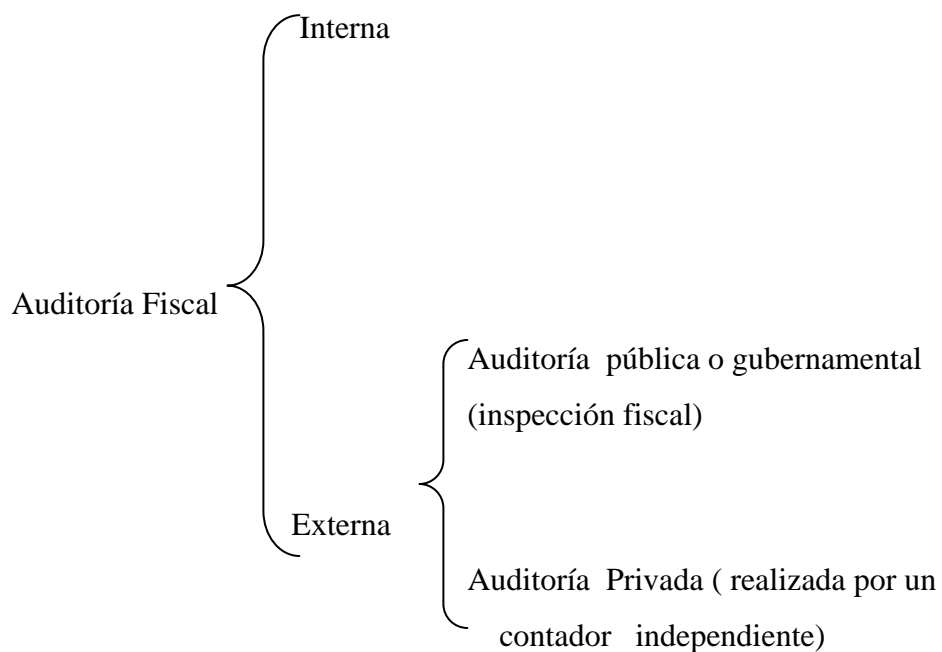 Interna
Auditoría Fiscal
Auditoría pública o gubernamental
(inspección fiscal)
Externa
Auditoría Privada ( realizada por un
contador independiente)